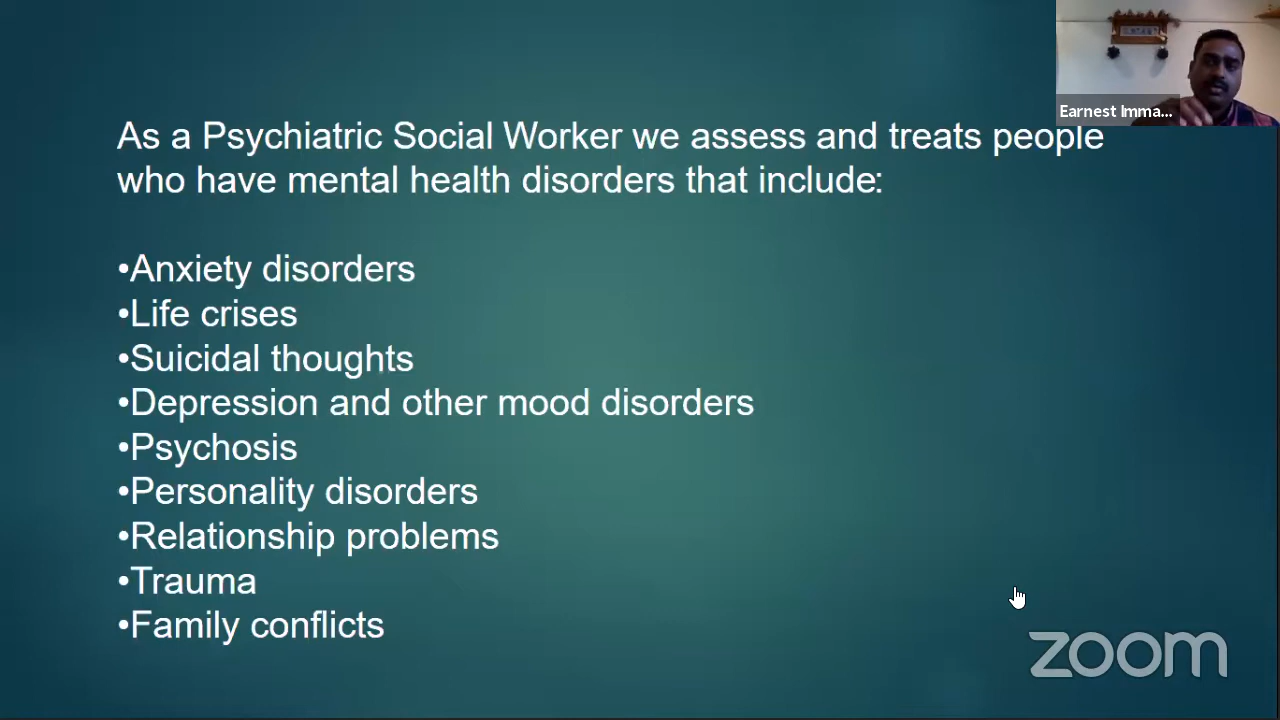 Earnest Imma...
As a Psychiatric Social Worker we assess and treats people
who have mental health disorders that include:
•Anxiety disorders
•Life crises
•Suicidal thoughts
•Depression and other mood disorders
•Psychosis
•Personality disorders
•Relationship problems
•Trauma
•Family conflicts
zoom